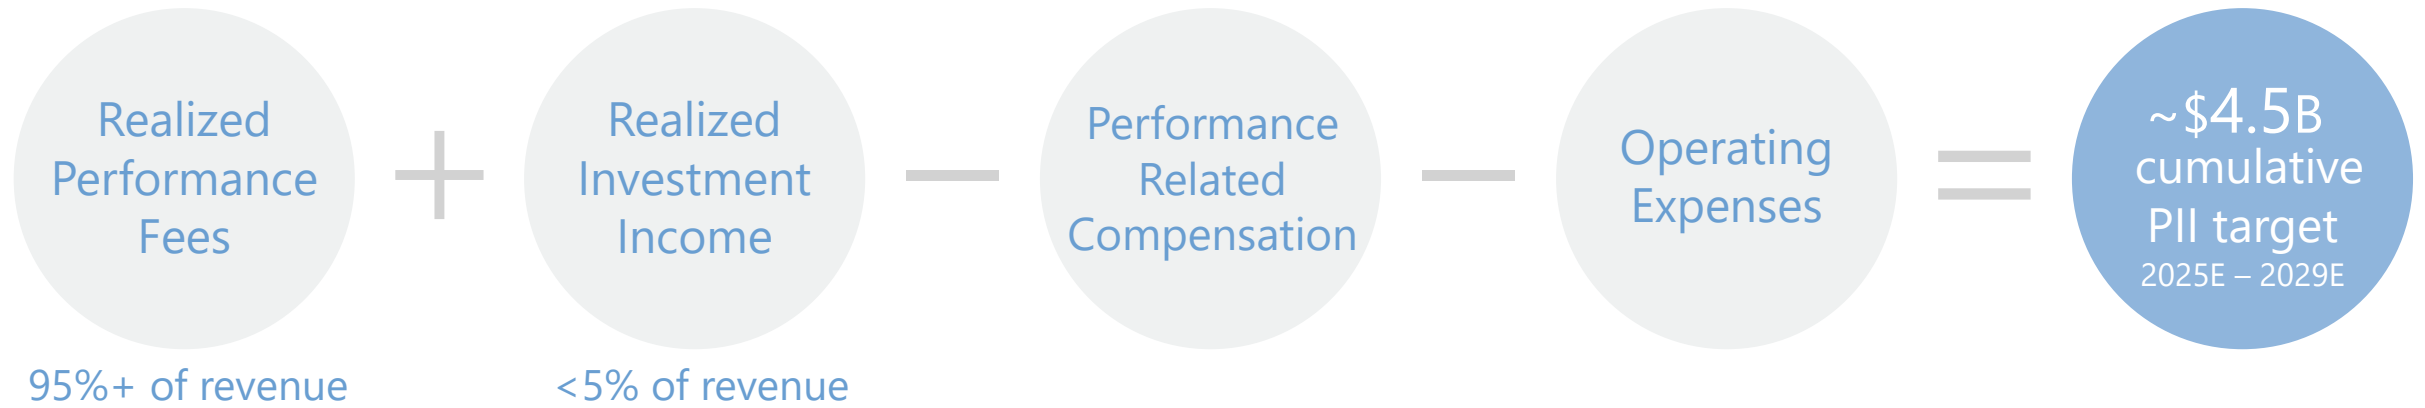 Realized
Performance
Fees
95%+ of revenue
+
Realized
Investment
Income
<5% of revenue
—
Performance
Related
Compensation
—
Operating
Expenses
=
~$4.5B
cumulative
PII target
2025E – 2029E